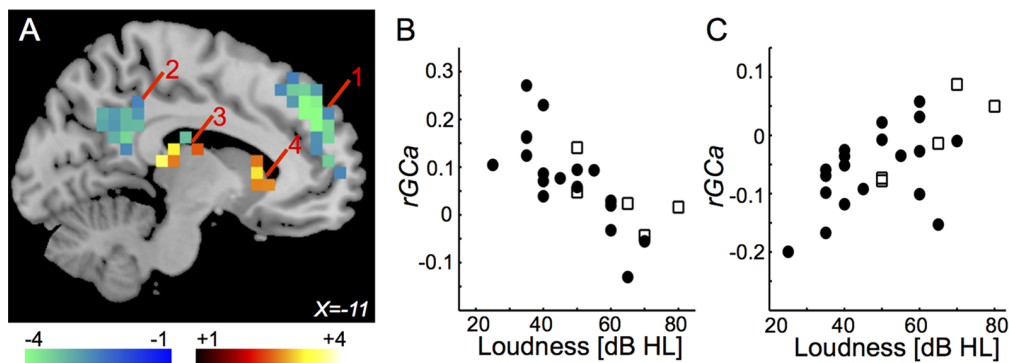 A
2
1
3
4
X=-11
-4 -1 +1 +4
B
rGCa
0.3
0.2
0.1
0
-0.1
20 40 60 80
Loudness [dB HL]
C
rGCa
0.1
0
-0.1
-0.2
20 40 60 80
Loudness [dB HL]